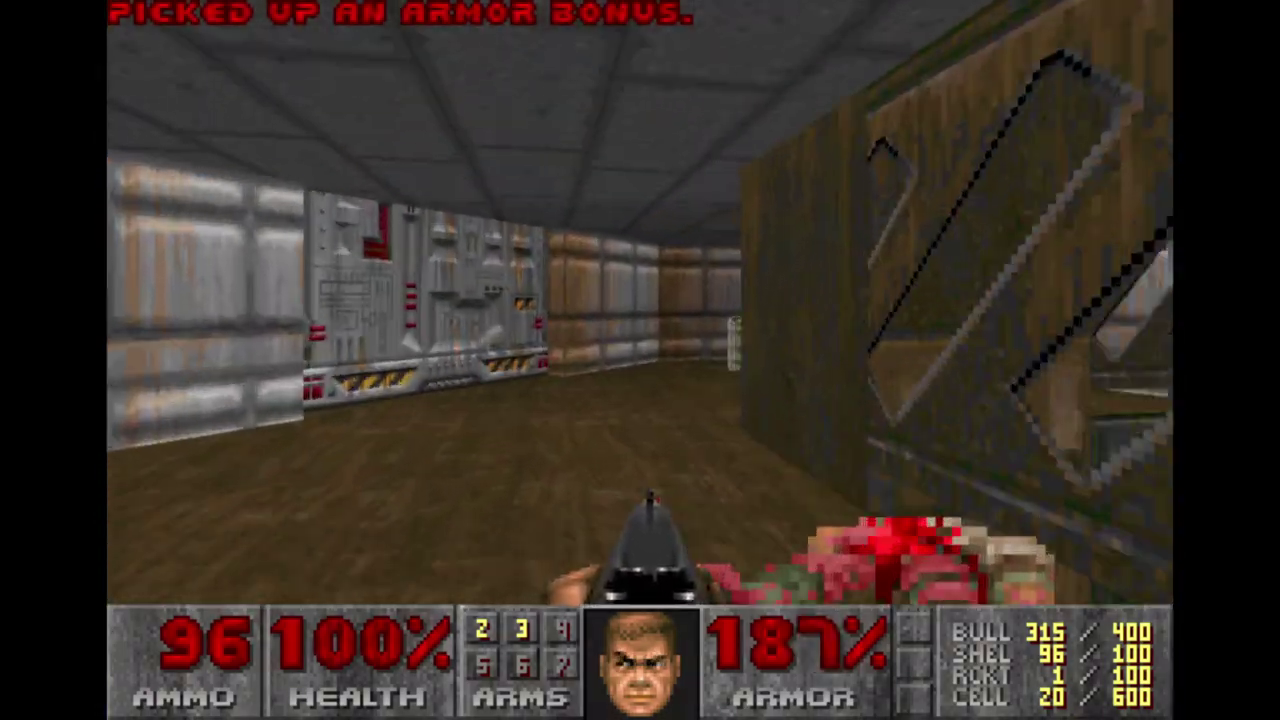 PICKED UP AN ARMOR BONUS.
96 100% 2 3 4 187% BULL 315 / 400
SHEL 96 / 100
5 6 7 RCKT 1 / 100
AMMO HEALTH ARMS ARMOR CELL 20 / 600